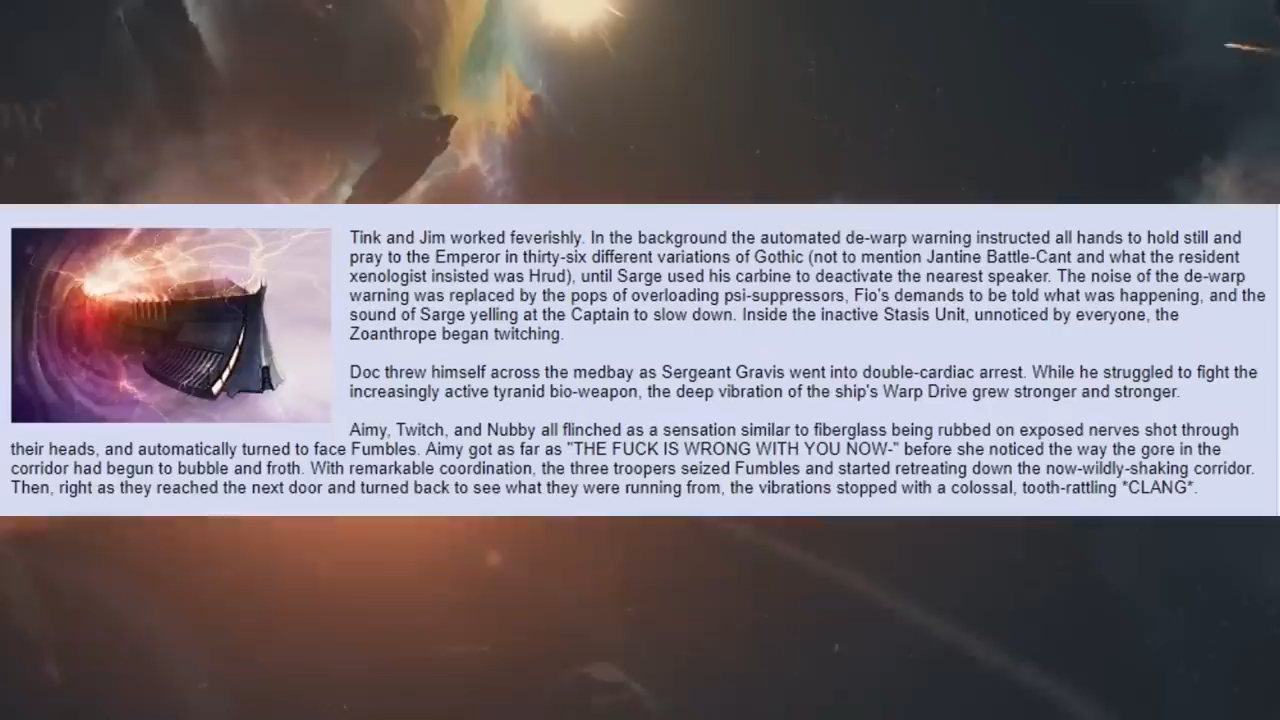 Tink and Jim worked feverishly. In the background the automated de-warp warning instructed all hands to hold still and
pray to the Emperor in thirty-six different variations of Gothic (not to mention Jantine Battle-Cant and what the resident
xenologist insisted was Hrud), until Sarge used his carbine to deactivate the nearest speaker. The noise of the de-warp
warning was replaced by the pops of overloading psi-suppressors, Fio's demands to be told what was happening, and the
sound of Sarge yelling at the Captain to slow down. Inside the inactive Stasis Unit, unnoticed by everyone, the
Zoanthrope began twitching.
Doc threw himself across the medbay as Sergeant Gravis went into double-cardiac arrest. While he struggled to fight the
increasingly active tyranid bio-weapon, the deep vibration of the ship's Warp Drive grew stronger and stronger.
Aimy, Twitch, and Nubby all flinched as a sensation similar to fiberglass being rubbed on exposed nerves shot through
their heads, and automatically turned to face Fumbles. Aimy got as far as "THE FUCK IS WRONG WITH YOU NOW-" before she noticed the way the gore in the
corridor had begun to bubble and froth. With remarkable coordination, the three troopers seized Fumbles and started retreating down the now-wildly-shaking corridor.
Then, right as they reached the next door and turned back to see what they were running from, the vibrations stopped with a colossal, tooth-rattling *CLANG*.